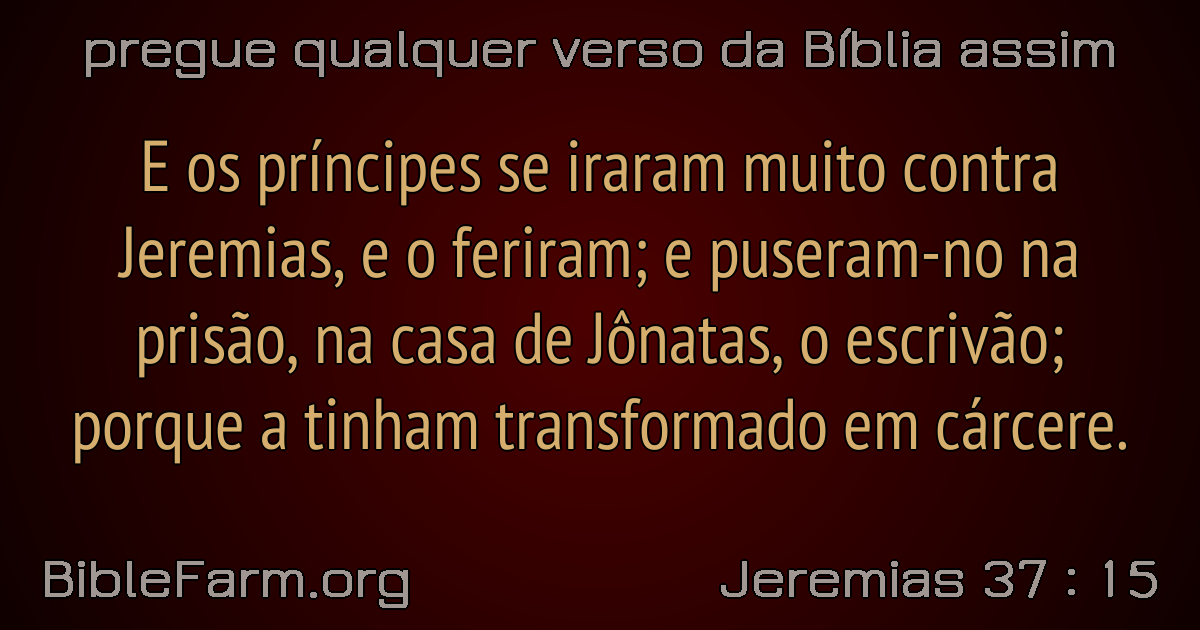 pregue qualquer verso da Bíblia assim
E os príncipes se iraram muito contra
Jeremias, e o feriram; e puseram-no na
prisão, na casa de Jônatas, o escrivão;
porque a tinham transformado em cárcere.
BibleFarm.org
Jeremias 37 : 15